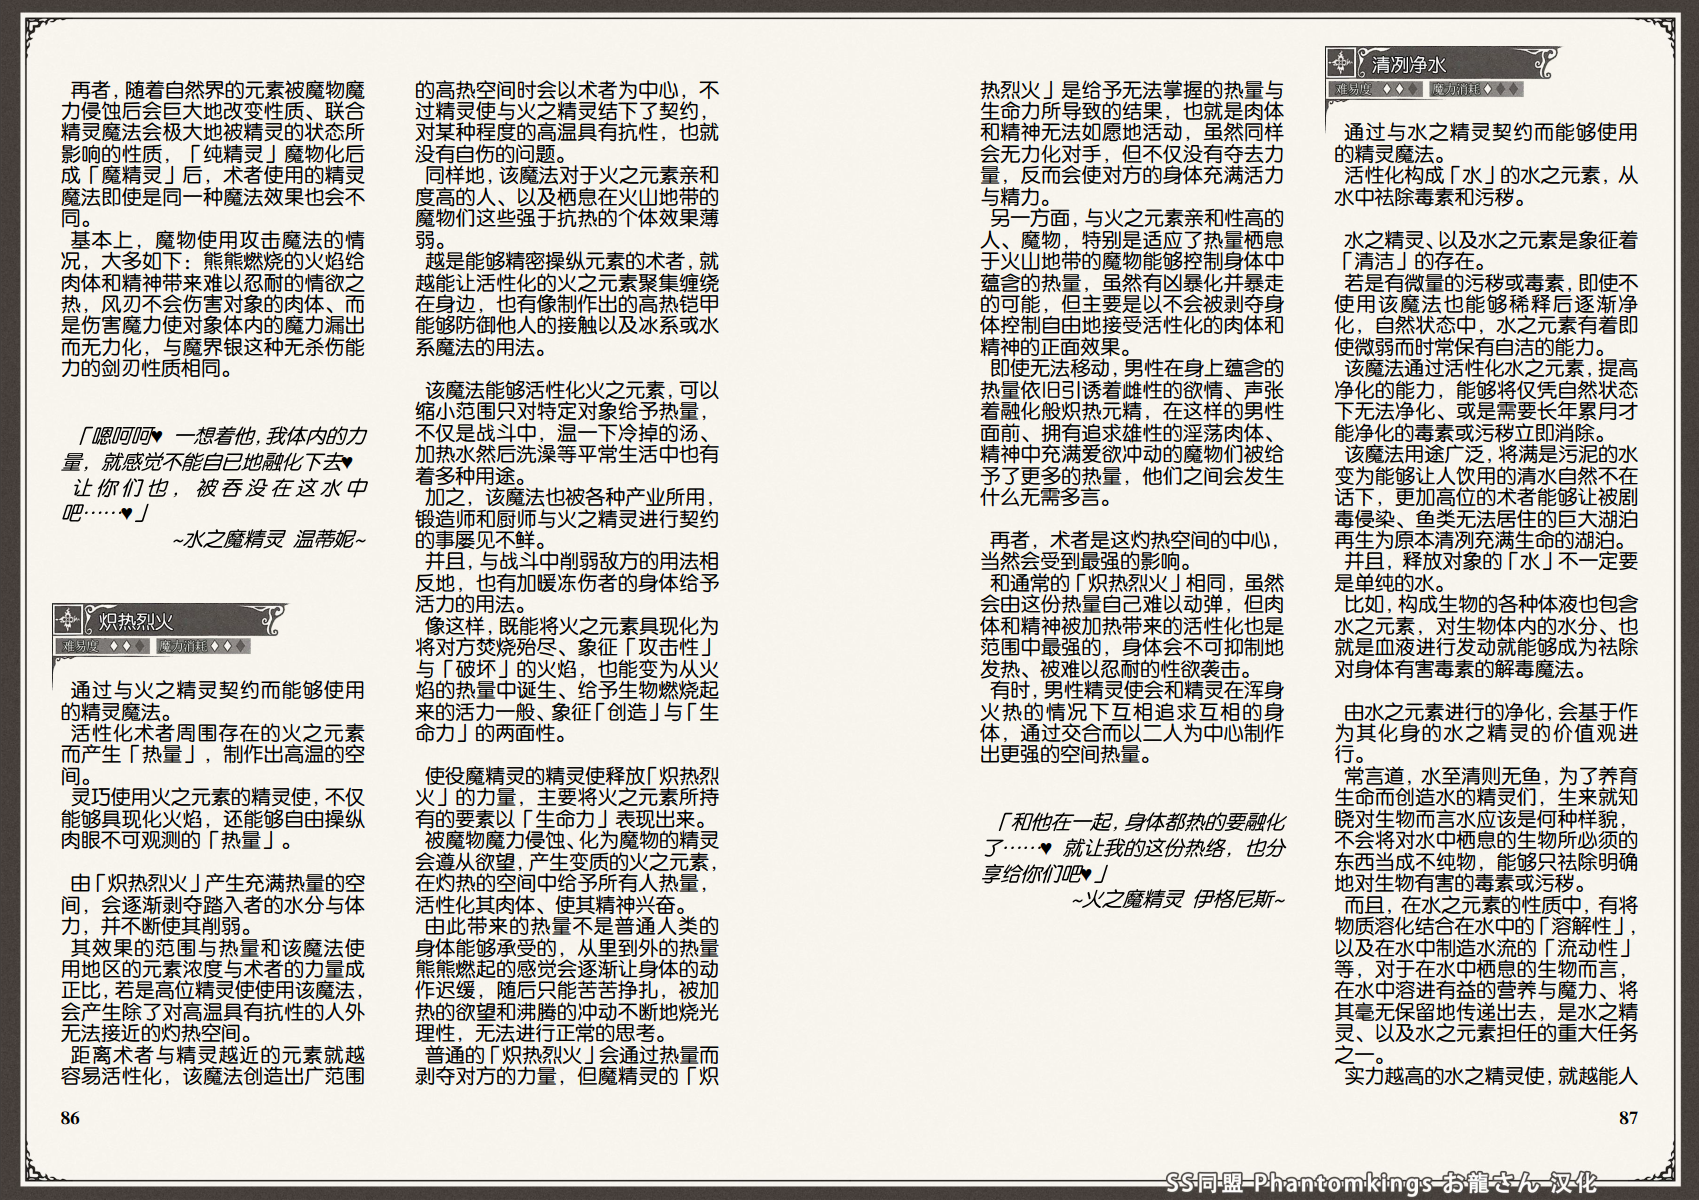 再者，随着自然界的元素被魔物魔
力侵蚀后会巨大地改变性质、联合
精灵魔法会极大地被精灵的状态所
影响的性质，「纯精灵」魔物化后
成「魔精灵」后，术者使用的精灵
魔法即使是同一种魔法效果也会不
同。
基本上，魔物使用攻击魔法的情
况，大多如下：熊熊燃烧的火焰给
肉体和精神带来难以忍耐的情欲之
热，风刃不会伤害对象的肉体、而
是伤害魔力使对象体内的魔力漏出
而无力化，与魔界银这种无杀伤能
力的剑刃性质相同。
「嗯呵呵♥ 一想着他，我体内的力
量，就感觉不能自已地融化下去♥
让你们也，被吞没在这水中
吧……♥」
~水之魔精灵 温蒂妮~
炽热烈火
难易度 ♦♦♦ 魔力消耗 ♦♦♦
通过与火之精灵契约而能够使用
的精灵魔法。
活性化术者周围存在的火之元素
而产生「热量」，制作出高温的空
间。
灵巧使用火之元素的精灵使，不仅
能够具现化火焰，还能够自由操纵
肉眼不可观测的「热量」。
由「炽热烈火」产生充满热量的空
间，会逐渐剥夺踏入者的水分与体
力，并不断使其削弱。
其效果的范围与热量和该魔法使
用地区的元素浓度与术者的力量成
正比，若是高位精灵使使用该魔法，
会产生除了对高温具有抗性的人外
无法接近的灼热空间。
距离术者与精灵越近的元素就越
容易活性化，该魔法创造出广范围
的高热空间时会以术者为中心，不
过精灵使与火之精灵结下了契约，
对某种程度的高温具有抗性，也就
没有自伤的问题。
同样地，该魔法对于火之元素亲和
度高的人、以及栖息在火山地带的
魔物们这些强于抗热的个体效果薄
弱。
越是能够精密操纵元素的术者，就
越能让活性化的火之元素聚集缠绕
在身边，也有像制作出的高热铠甲
能够防御他人的接触以及冰系或水
系魔法的用法。
该魔法能够活性化火之元素，可以
缩小范围只对特定对象给予热量，
不仅是战斗中，温一下冷掉的汤、
加热水然后洗澡等平常生活中也有
着多种用途。
加之，该魔法也被各种产业所用，
锻造师和厨师与火之精灵进行契约
的事屡见不鲜。
并且，与战斗中削弱敌方的用法相
反地，也有加暖冻伤者的身体给予
活力的用法。
像这样，既能将火之元素具现化为
将对方焚烧殆尽、象征「攻击性」
与「破坏」的火焰，也能变为从火
焰的热量中诞生、给予生物燃烧起
来的活力一般、象征「创造」与「生
命力」的两面性。
使役魔精灵的精灵使释放「炽热烈
火」的力量，主要将火之元素所持
有的要素以「生命力」表现出来。
被魔物魔力侵蚀、化为魔物的精灵
会遵从欲望，产生变质的火之元素，
在灼热的空间中给予所有人热量，
活性化其肉体、使其精神兴奋。
由此带来的热量不是普通人类的
身体能够承受的，从里到外的热量
熊熊燃起的感觉会逐渐让身体的动
作迟缓，随后只能苦苦挣扎，被加
热的欲望和沸腾的冲动不断地烧光
理性，无法进行正常的思考。
普通的「炽热烈火」会通过热量而
剥夺对方的力量，但魔精灵的「炽
86
热烈火」是给予无法掌握的热量与
生命力所导致的结果，也就是肉体
和精神无法如愿地活动，虽然同样
会无力化对手，但不仅没有夺去力
量，反而会使对方的身体充满活力
与精力。
另一方面，与火之元素亲和性高的
人、魔物，特别是适应了热量栖息
于火山地带的魔物能够控制身体中
蕴含的热量，虽然有凶暴化并暴走
的可能，但主要是以不会被剥夺身
体控制自由地接受活性化的肉体和
精神的正面效果。
即使无法移动，男性在身上蕴含的
热量依旧引诱着雌性的欲情、声张
着融化般炽热元精，在这样的男性
面前、拥有追求雄性的淫荡肉体、
精神中充满爱欲冲动的魔物们被给
予了更多的热量，他们之间会发生
什么无需多言。
再者，术者是这灼热空间的中心，
当然会受到最强的影响。
和通常的「炽热烈火」相同，虽然
会由这份热量自己难以动弹，但肉
体和精神被加热带来的活性化也是
范围中最强的，身体会不可抑制地
发热、被难以忍耐的性欲袭击。
有时，男性精灵使会和精灵在浑身
火热的情况下互相追求互相的身
体，通过交合而以二人为中心制作
出更强的空间热量。
「和他在一起，身体都热的要融化
了……♥ 就让我的这份热络，也分
享给你们吧♥」
~火之魔精灵 伊格尼斯~
清冽净水
难易度 ♦♦♦ 魔力消耗 ♦♦♦
通过与水之精灵契约而能够使用
的精灵魔法。
活性化构成「水」的水之元素，从
水中祛除毒素和污秽。
水之精灵、以及水之元素是象征着
「清洁」的存在。
若是有微量的污秽或毒素，即使不
使用该魔法也能够稀释后逐渐净
化，自然状态中，水之元素有着即
使微弱而时常保有自洁的能力。
该魔法通过活性化水之元素，提高
净化的能力，能够将仅凭自然状态
下无法净化、或是需要长年累月才
能净化的毒素或污秽立即消除。
该魔法用途广泛，将满是污泥的水
变为能够让人饮用的清水自然不在
话下，更加高位的术者能够让被剧
毒侵染、鱼类无法居住的巨大湖泊
再生为原本清冽充满生命的湖泊。
并且，释放对象的「水」不一定要
是单纯的水。
比如，构成生物的各种体液也包含
水之元素，对生物体内的水分、也
就是血液进行发动就能够成为祛除
对身体有害毒素的解毒魔法。
由水之元素进行的净化，会基于作
为其化身的水之精灵的价值观进
行。
常言道，水至清则无鱼，为了养育
生命而创造水的精灵们，生来就知
晓对生物而言水应该是何种样貌，
不会将对水中栖息的生物所必须的
东西当成不纯物，能够只祛除明确
地对生物有害的毒素或污秽。
而且，在水之元素的性质中，有将
物质溶化结合在水中的「溶解性」，
以及在水中制造水流的「流动性」
等，对于在水中栖息的生物而言，
在水中溶进有益的营养与魔力、将
其毫无保留地传递出去，是水之精
灵、以及水之元素担任的重大任务
之一。
实力越高的水之精灵使，就越能人
87
SS同盟 Phantomkings お龍さん 汉化